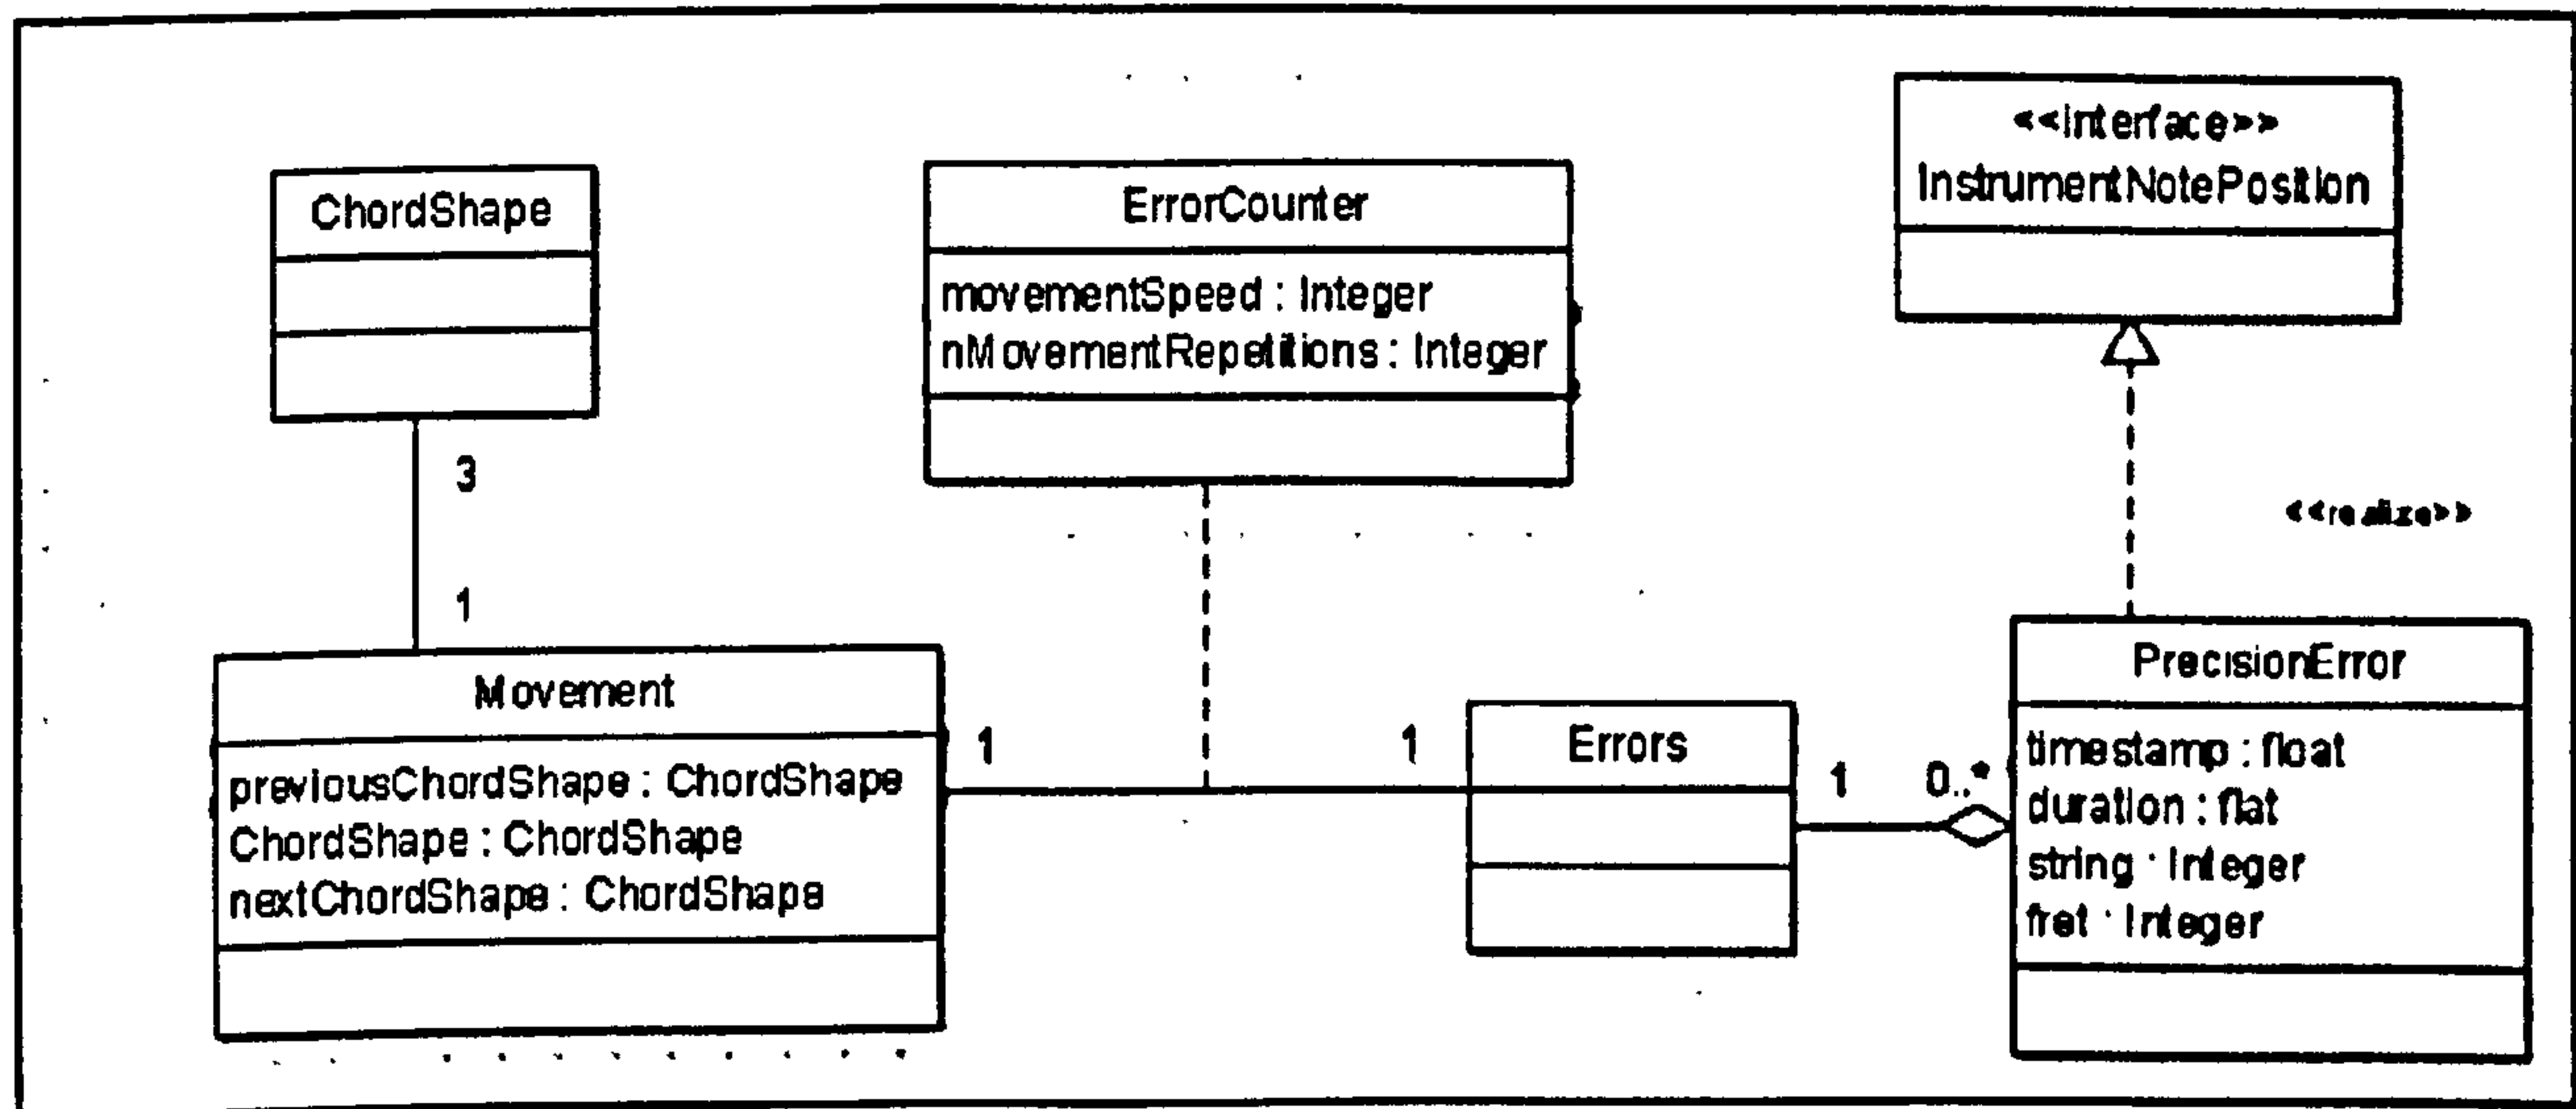 ChordShape
3
1
Movement
previousChordShape : ChordShape
ChordShape : ChordShape
nextChordShape : ChordShape
ErrorCounter
movementSpeed : Integer
nMovementRepetitions : Integer
1
1
Errors
1
0..*
<<interface>>
InstrumentNotePosition
<<realize>>
PrecisionError
timestamp : float
duration : flat
string : Integer
fret : Integer